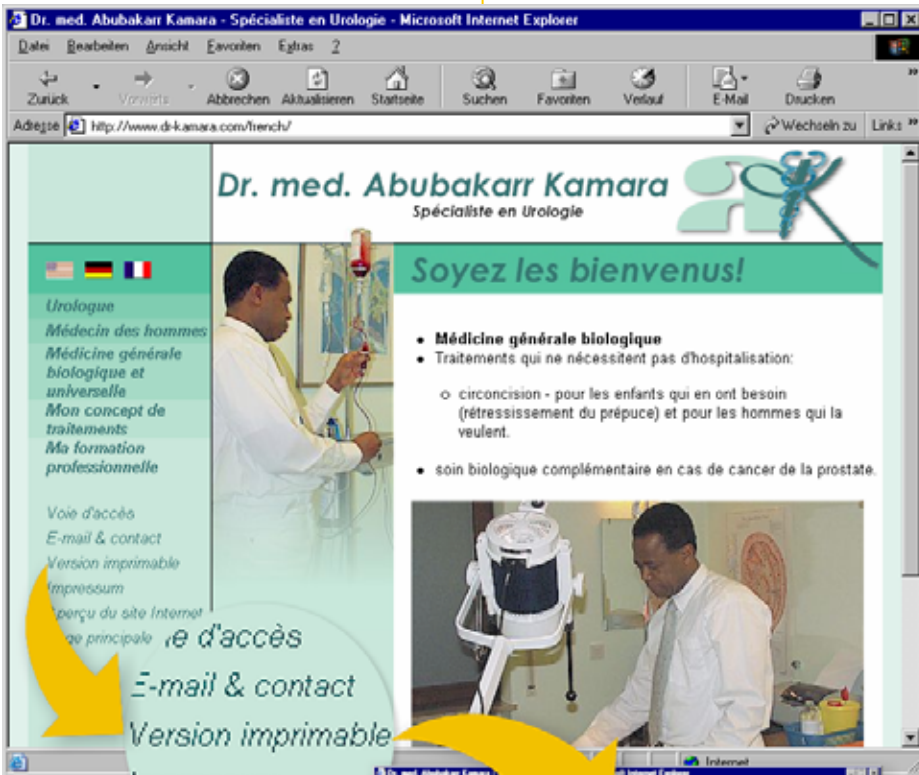 Dr. med. Abubakarr Kamara - Spécialiste en Urologie - Microsoft Internet Explorer
Datei Bearbeiten Ansicht Favoriten Extras ?
Zurück Vorwärts Abbrechen Aktualisieren Startseite Suchen Favoriten Verlauf E-Mail Drucken
Adresse http://www.dr-kamara.com/french/ Wechseln zu Links
Dr. med. Abubakarr Kamara
Spécialiste en Urologie
Soyez les bienvenus!
Urologue
Médecin des hommes
Médicine générale
biologique et
universelle
Mon concept de
traitements
Ma formation
professionnelle
Voie d'accès
E-mail & contact
Version imprimable
Impressum
Aperçu du site Internet
principale
• Médicine générale biologique
• Traitements qui ne nécessitent pas d'hospitalisation:
o circoncision - pour les enfants qui en ont besoin
(rétressissement du prépuce) et pour les hommes qui la
veulent.
• soin biologique complémentaire en cas de cancer de la prostate.
e d'accès
E-mail & contact
Version imprimable
Internet